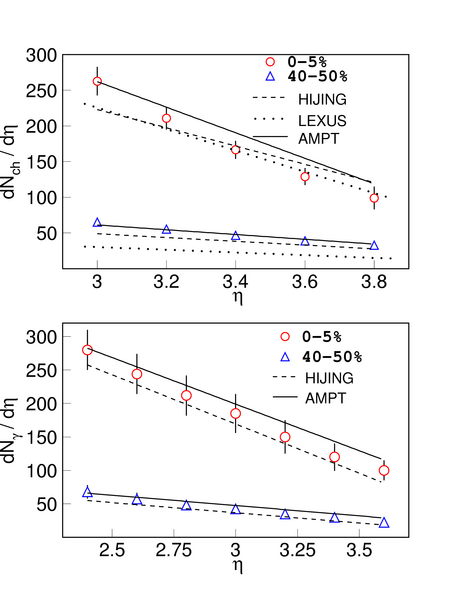 300
0-5%
40-50%
250
HIJING
200
LEXUS
AMPT
150
dN_ch / dη
100
50
3
3.2
3.4
3.6
3.8
η
300
0-5%
40-50%
250
HIJING
AMPT
200
150
dN_γ / dη
100
50
2.5
2.75
3
3.25
3.5
η